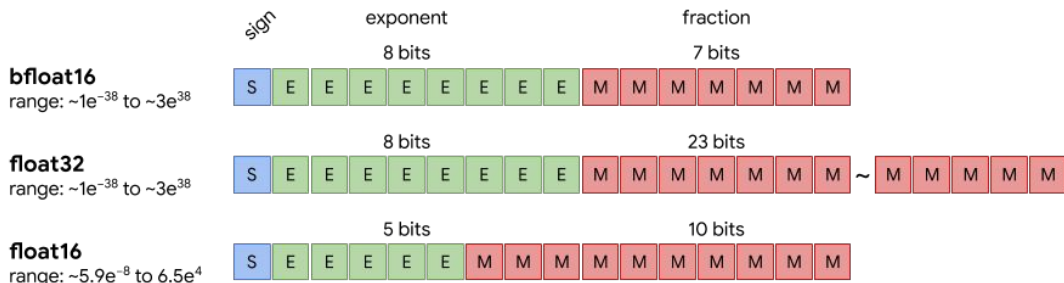 sign exponent fraction
8 bits 7 bits
bfloat16
range: ~1e⁻³⁸ to ~3e³⁸
S E E E E E E E E M M M M M M M
8 bits 23 bits
float32
range: ~1e⁻³⁸ to ~3e³⁸
S E E E E E E E E M M M M M M M ~ M M M M M
5 bits 10 bits
float16
range: ~5.9e⁻⁸ to 6.5e⁴
S E E E E E M M M M M M M M M M